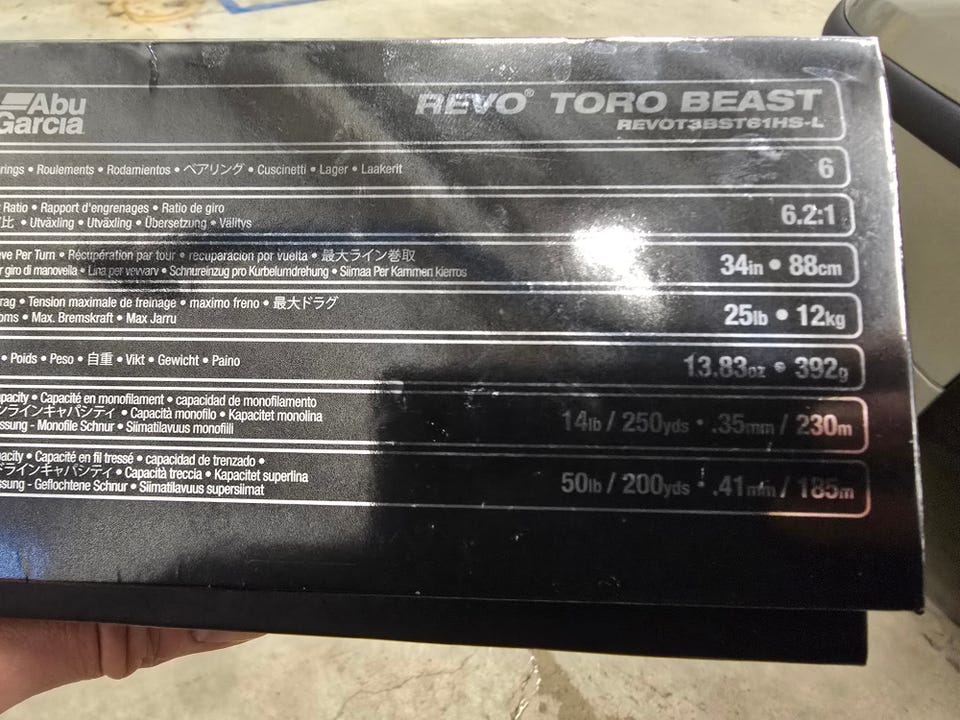 Abu
Garcia
REVO® TORO BEAST
REVOT3BST61HS-L
rings • Roulements • Rodamientos • ベアリング • Cuscinetti • Lager • Laakerit
6
Ratio • Rapport d'engrenages • Ratio de giro
比 • Utväxling • Utväxling • Übersetzung • Välitys
6.2:1
eve Per Turn • Récupération par tour • recuparacion por vuelta • 最大ライン巻取
r giro di manovella • Lina per vevvarv • Schnureinzug pro Kurbelumdrehung • Siimaa Per Kammen kierros
34in • 88cm
rag • Tension maximale de freinage • maximo freno • 最大ドラグ
oms • Max. Bremskraft • Max Jarru
25lb • 12kg
• Poids • Peso • 自重 • Vikt • Gewicht • Paino
13.83oz • 392g
pacity • Capacité en monofilament • capacidad de monofilamento
ンラインキャパシティ • Capacità monofilo • Kapacitet monolina
ssung - Monofile Schnur • Siimatilavuus monofiili
14lb / 250yds • .35mm / 230m
pacity • Capacité en fil tressé • capacidad de trenzado •
ドラインキャパシティ • Capacità treccia • Kapacitet superlina
ssung - Geflochtene Schnur • Siimatilavuus supersiimat
50lb / 200yds • .41mm / 185m